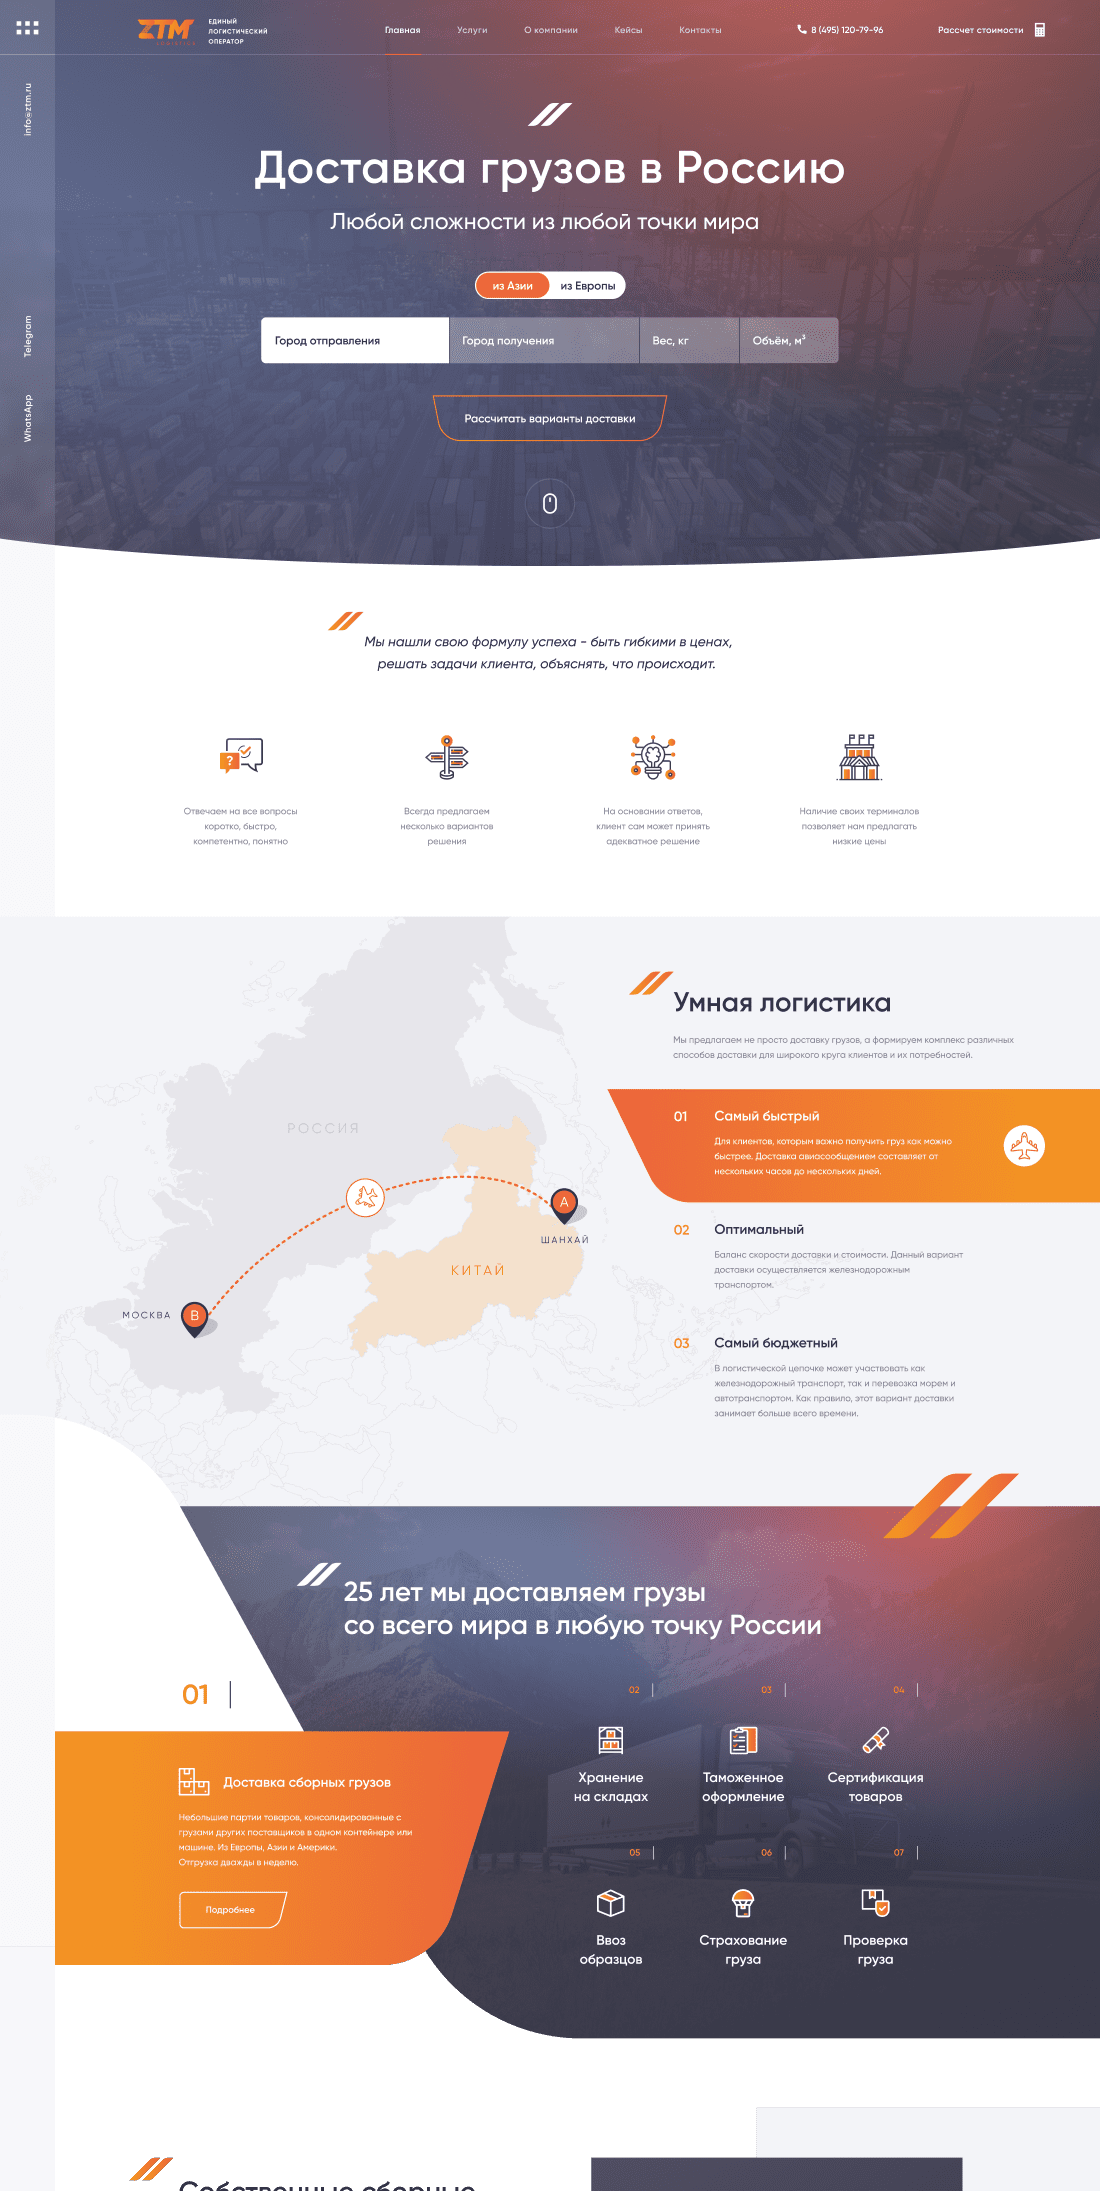 ZTM
LOGISTICS
ЕДИНЫЙ
ЛОГИСТИЧЕСКИЙ
ОПЕРАТОР
Главная
Услуги
О компании
Кейсы
Контакты
8 (495) 120-79-96
Рассчет стоимости
info@ztm.ru
Telegram
WhatsApp
Доставка грузов в Россию
Любой сложности из любой точки мира
из Азии
из Европы
Город отправления
Город получения
Вес, кг
Объём, м³
Рассчитать варианты доставки
Мы нашли свою формулу успеха - быть гибкими в ценах,
решать задачи клиента, объяснять, что происходит.
?
Отвечаем на все вопросы
коротко, быстро,
компетентно, понятно
Всегда предлагаем
несколько вариантов
решения
На основании ответов,
клиент сам может принять
адекватное решение
Наличие своих терминалов
позволяет нам предлагать
низкие цены
Умная логистика
Мы предлагаем не просто доставку грузов, а формируем комплекс различных
способов доставки для широкого круга клиентов и их потребностей.
РОССИЯ
КИТАЙ
A
ШАНХАЙ
МОСКВА
B
01
Самый быстрый
Для клиентов, которым важно получить груз как можно
быстрее. Доставка авиасообщением составляет от
нескольких часов до нескольких дней.
02
Оптимальный
Баланс скорости доставки и стоимости. Данный вариант
доставки осуществляется железнодорожным
транспортом.
03
Самый бюджетный
В логистической цепочке может участвовать как
железнодорожный транспорт, так и перевозка морем и
автотранспортом. Как правило, этот вариант доставки
занимает больше всего времени.
25 лет мы доставляем грузы
со всего мира в любую точку России
01
Доставка сборных грузов
Небольшие партии товаров, консолидированные с
грузами других поставщиков в одном контейнере или
машине. Из Европы, Азии и Америки.
Отгрузка дважды в неделю.
Подробнее
02
Хранение
на складах
03
Таможенное
оформление
04
Сертификация
товаров
05
Ввоз
образцов
06
Страхование
груза
07
Проверка
груза
Собственные сборные